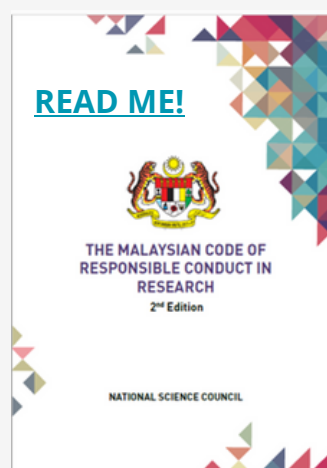 READ ME!
THE MALAYSIAN CODE OF
RESPONSIBLE CONDUCT IN
RESEARCH
2nd Edition
NATIONAL SCIENCE COUNCIL